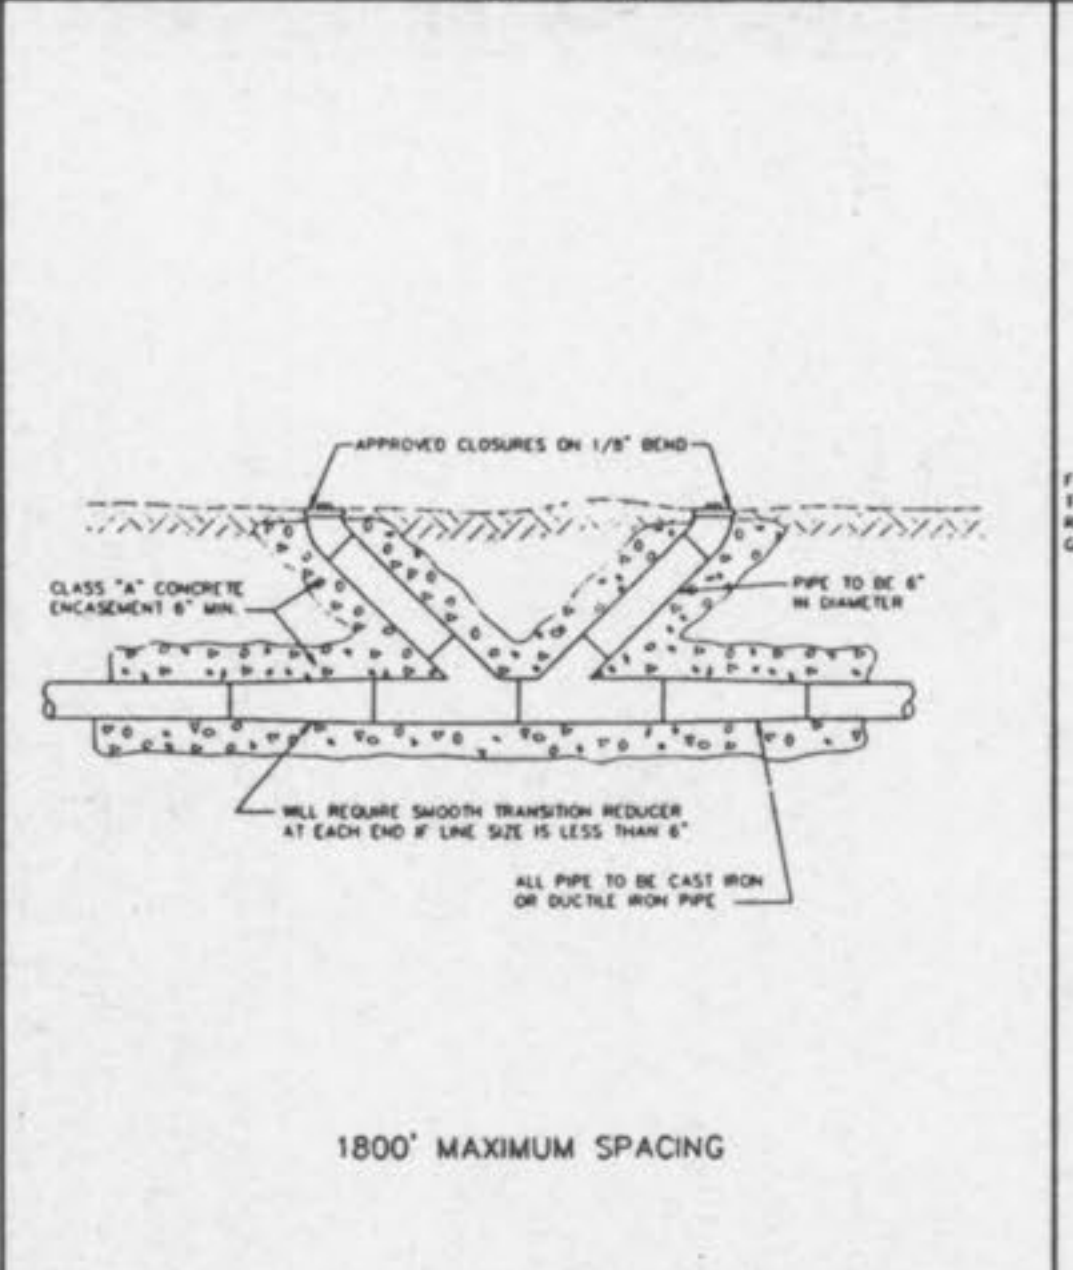 APPROVED CLOSURES ON 1/8" BEND
CLASS "A" CONCRETE
ENCASEMENT 6" MIN.
PIPE TO BE 6"
IN DIAMETER
WILL REQUIRE SMOOTH TRANSITION REDUCER
AT EACH END IF LINE SIZE IS LESS THAN 6"
ALL PIPE TO BE CAST IRON
OR DUCTILE IRON PIPE
1800' MAXIMUM SPACING